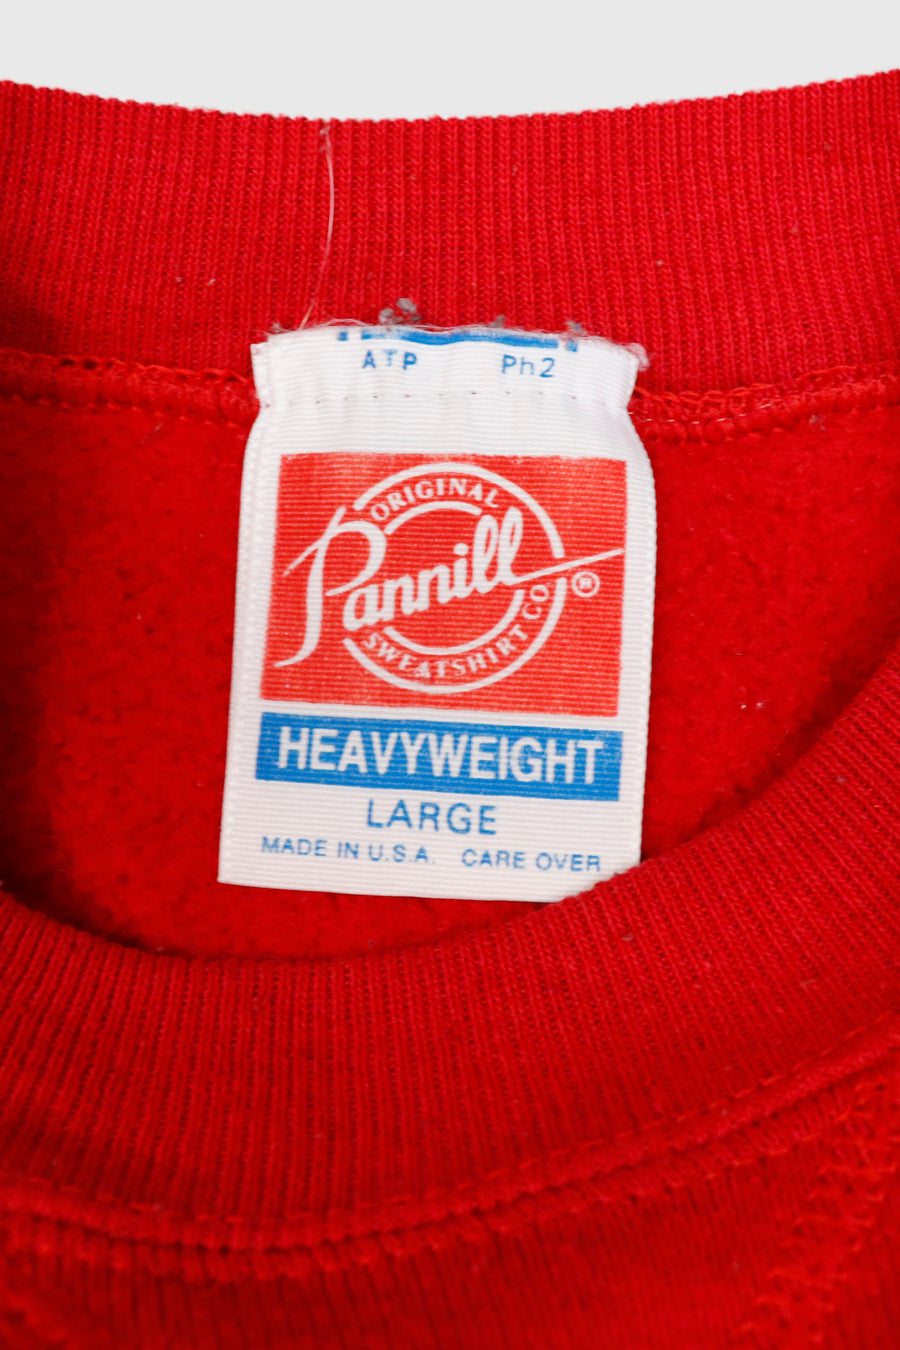 ATP Ph2
ORIGINAL
Pannill®
SWEATSHIRT CO
HEAVYWEIGHT
LARGE
MADE IN U.S.A. CARE OVER